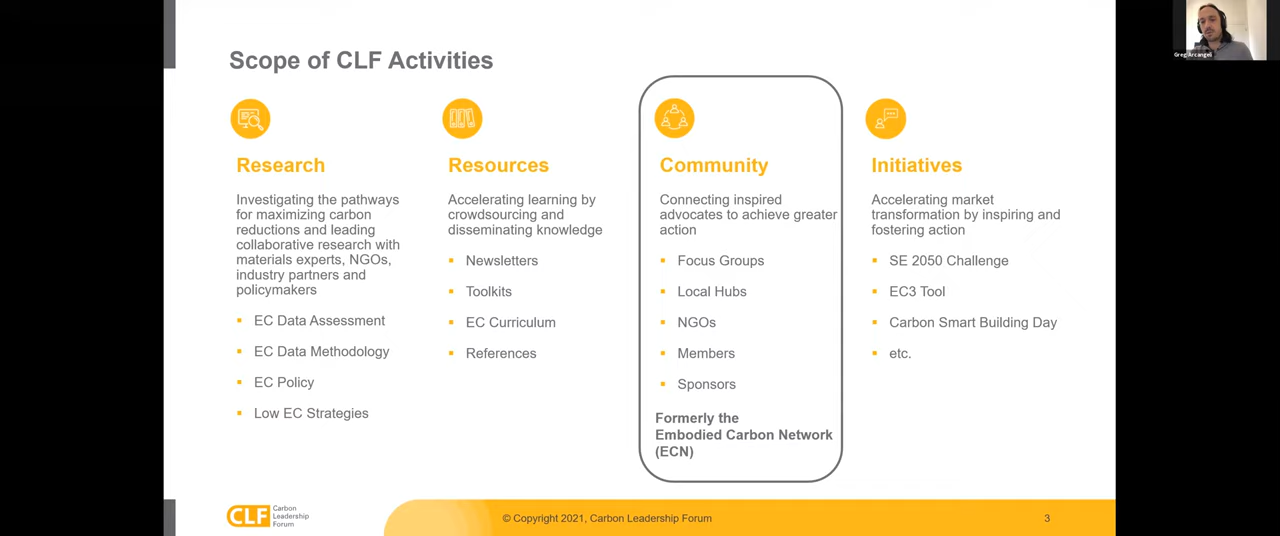 Scope of CLF Activities
Research
Investigating the pathways
for maximizing carbon
reductions and leading
collaborative research with
materials experts, NGOs,
industry partners and
policymakers
EC Data Assessment
EC Data Methodology
EC Policy
Low EC Strategies
Resources
Accelerating learning by
crowdsourcing and
disseminating knowledge
Newsletters
Toolkits
EC Curriculum
References
Community
Connecting inspired
advocates to achieve greater
action
Focus Groups
Local Hubs
NGOs
Members
Sponsors
Formerly the
Embodied Carbon Network
(ECN)
Initiatives
Accelerating market
transformation by inspiring and
fostering action
SE 2050 Challenge
EC3 Tool
Carbon Smart Building Day
etc.
Greg Arcangeli
CLF
Carbon
Leadership
Forum
© Copyright 2021, Carbon Leadership Forum
3